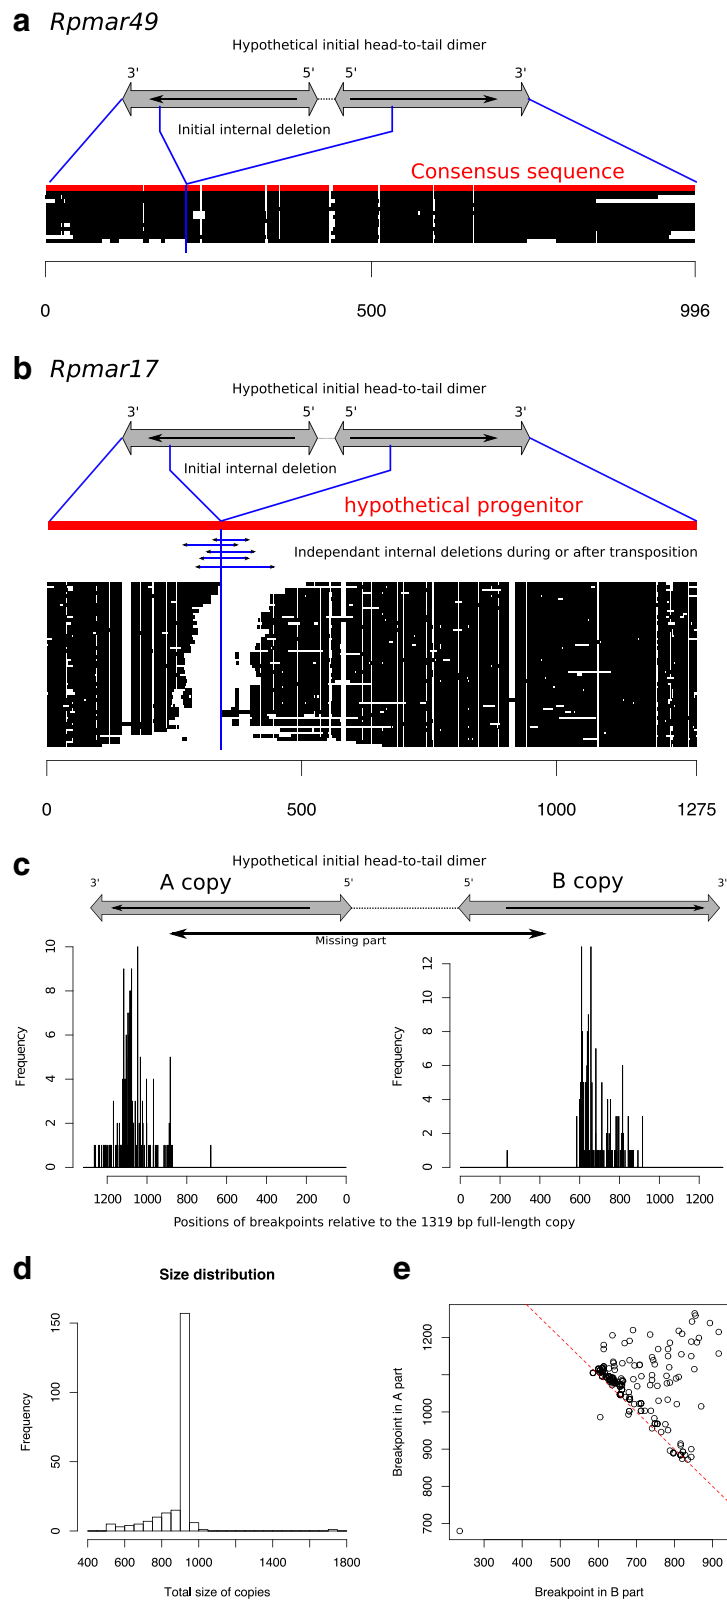 a Rpmar49
Hypothetical initial head-to-tail dimer
3' 5' 5' 3'
Initial internal deletion
Consensus sequence
0 500 996
b Rpmar17
Hypothetical initial head-to-tail dimer
3' 5' 5' 3'
Initial internal deletion
hypothetical progenitor
Independant internal deletions during or after transposition
0 500 1000 1275
c
Hypothetical initial head-to-tail dimer
3' A copy 5' 5' B copy 3'
Missing part
Frequency
0 2 4 6 8 10
1200 1000 800 600 400 200 0
Frequency
0 2 4 6 8 10 12
0 200 400 600 800 1000 1200
Positions of breakpoints relative to the 1319 bp full-length copy
d
Size distribution
Frequency
0 50 100 150
400 600 800 1000 1400 1800
Total size of copies
e
Breakpoint in A part
700 800 900 1000 1200
300 400 500 600 700 800 900
Breakpoint in B part